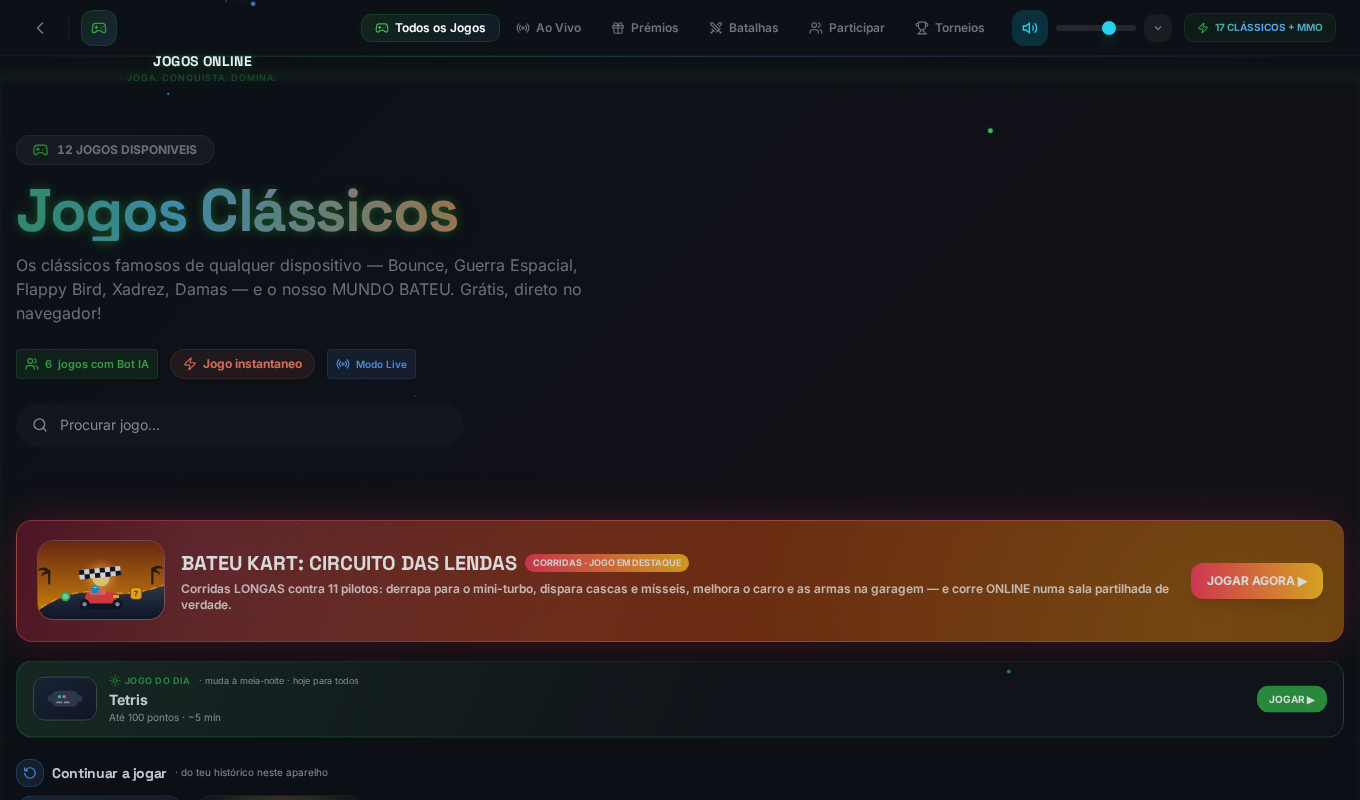 Todos os Jogos
Ao Vivo
Prémios
Batalhas
Participar
Torneios
17 CLÁSSICOS + MMO
JOGOS ONLINE
JOGA. CONQUISTA. DOMINA.
12 JOGOS DISPONIVEIS
Jogos Clássicos
Os clássicos famosos de qualquer dispositivo — Bounce, Guerra Espacial,
Flappy Bird, Xadrez, Damas — e o nosso MUNDO BATEU. Grátis, direto no
navegador!
6 jogos com Bot IA
Jogo instantaneo
Modo Live
Procurar jogo...
BATEU KART: CIRCUITO DAS LENDAS
CORRIDAS · JOGO EM DESTAQUE
Corridas LONGAS contra 11 pilotos: derrapa para o mini-turbo, dispara cascas e mísseis, melhora o carro e as armas na garagem — e corre ONLINE numa sala partilhada de
verdade.
JOGAR AGORA ▶
?
JOGO DO DIA · muda à meia-noite · hoje para todos
Tetris
Até 100 pontos · ~5 min
JOGAR ▶
Continuar a jogar · do teu histórico neste aparelho